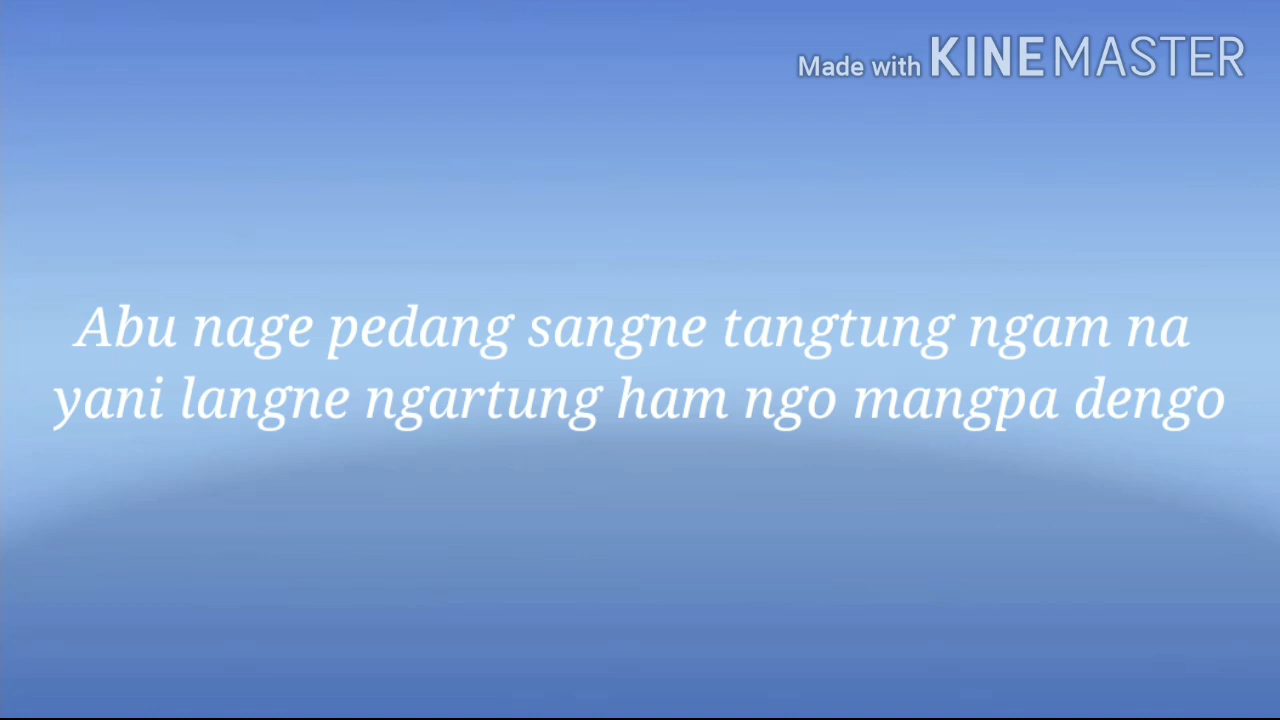 Made with KINEMASTER
Abu nage pedang sangne tangtung ngam na
yani langne ngartung ham ngo mangpa dengo